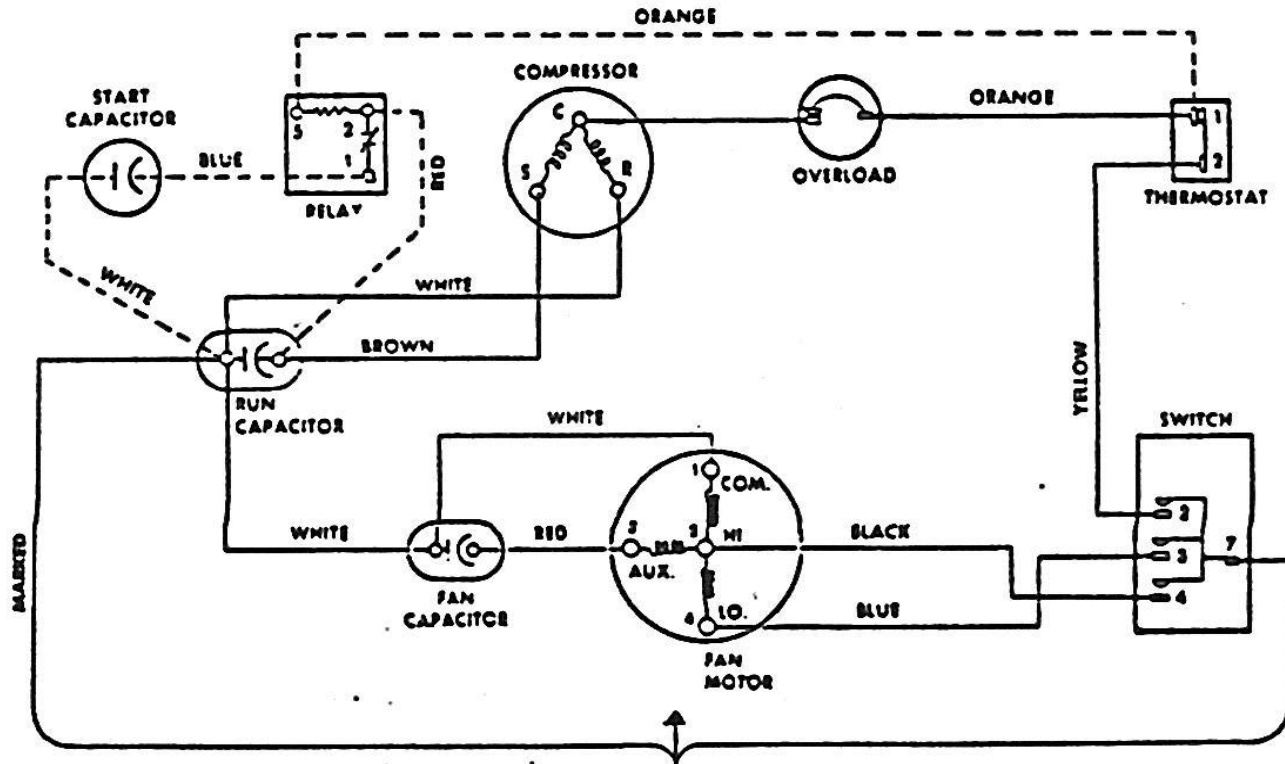 ORANGE
COMPRESSOR
START
CAPACITOR
ORANGE
C
5
2
1
1
2
BLUE
RED
S
R
OVERLOAD
THERMOSTAT
RELAY
WHITE
WHITE
BROWN
RUN
CAPACITOR
YELLOW
SWITCH
WHITE
1
COM.
2
3
4
7
WHITE
RED
3
2
HI
BLACK
AUX.
MARKED
FAN
CAPACITOR
4
LO.
BLUE
FAN
MOTOR